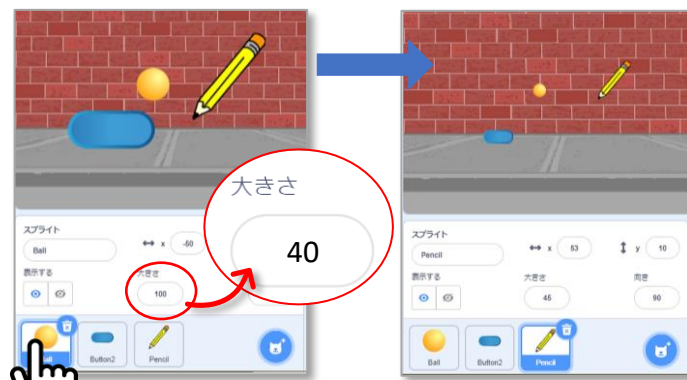 大きさ
40
スプライト
Ball
x
-50
表示する
大きさ
100
Ball
Button2
Pencil
スプライト
Pencil
x
53
y
10
表示する
大きさ
向き
45
90
Ball
Button2
Pencil